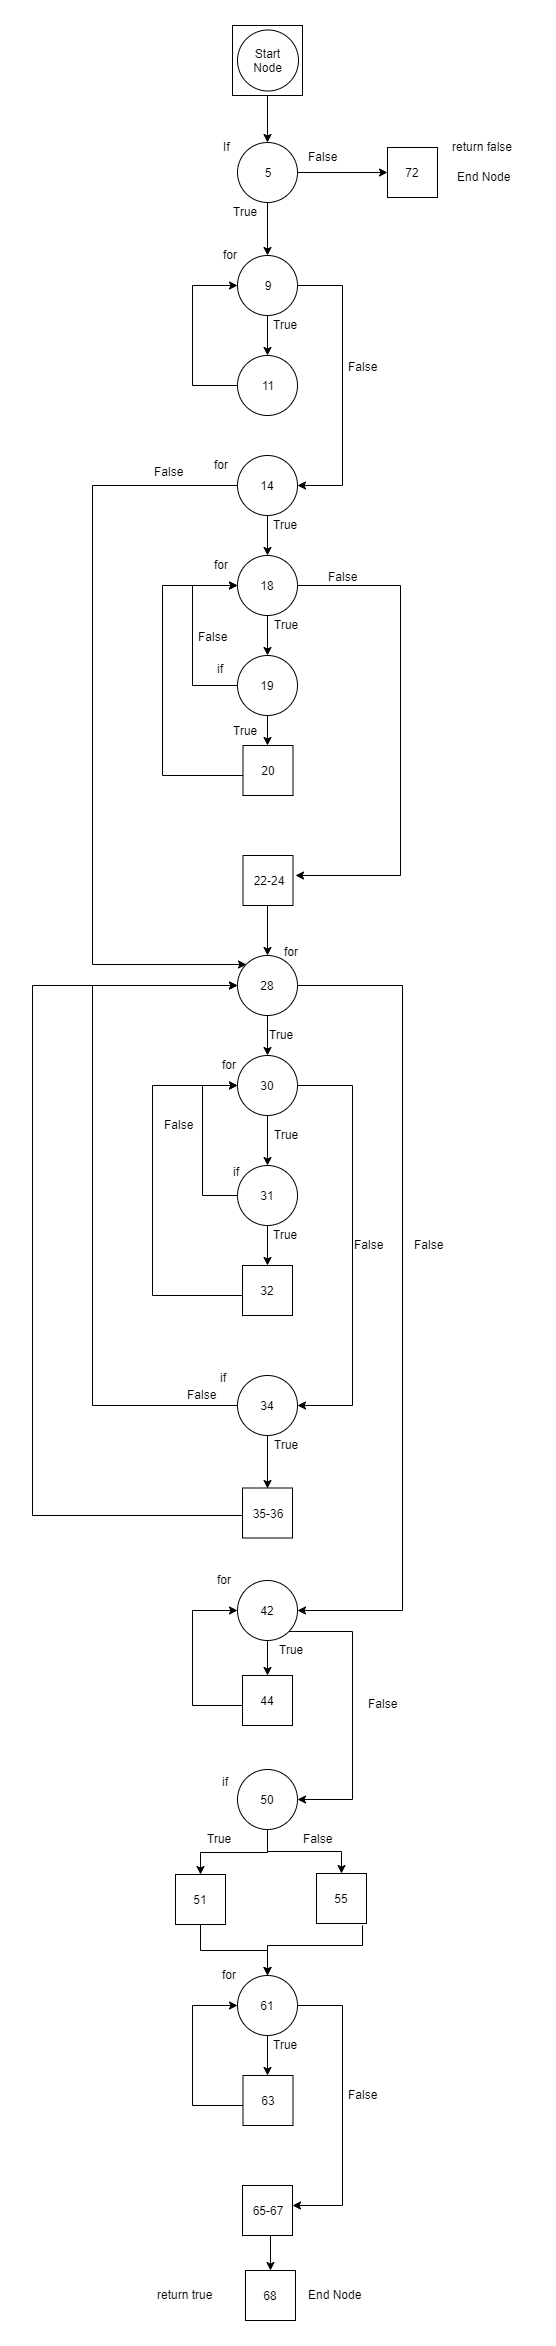 Start
Node
If
5
False
72
return false
End Node
True
for
9
True
False
11
for
False
14
True
for
False
18
True
False
if
19
True
20
22-24
for
28
True
for
30
False
True
if
31
True
False
False
32
if
False
34
True
35-36
for
42
True
44
False
if
50
True
False
51
55
for
61
True
63
False
65-67
return true
68
End Node